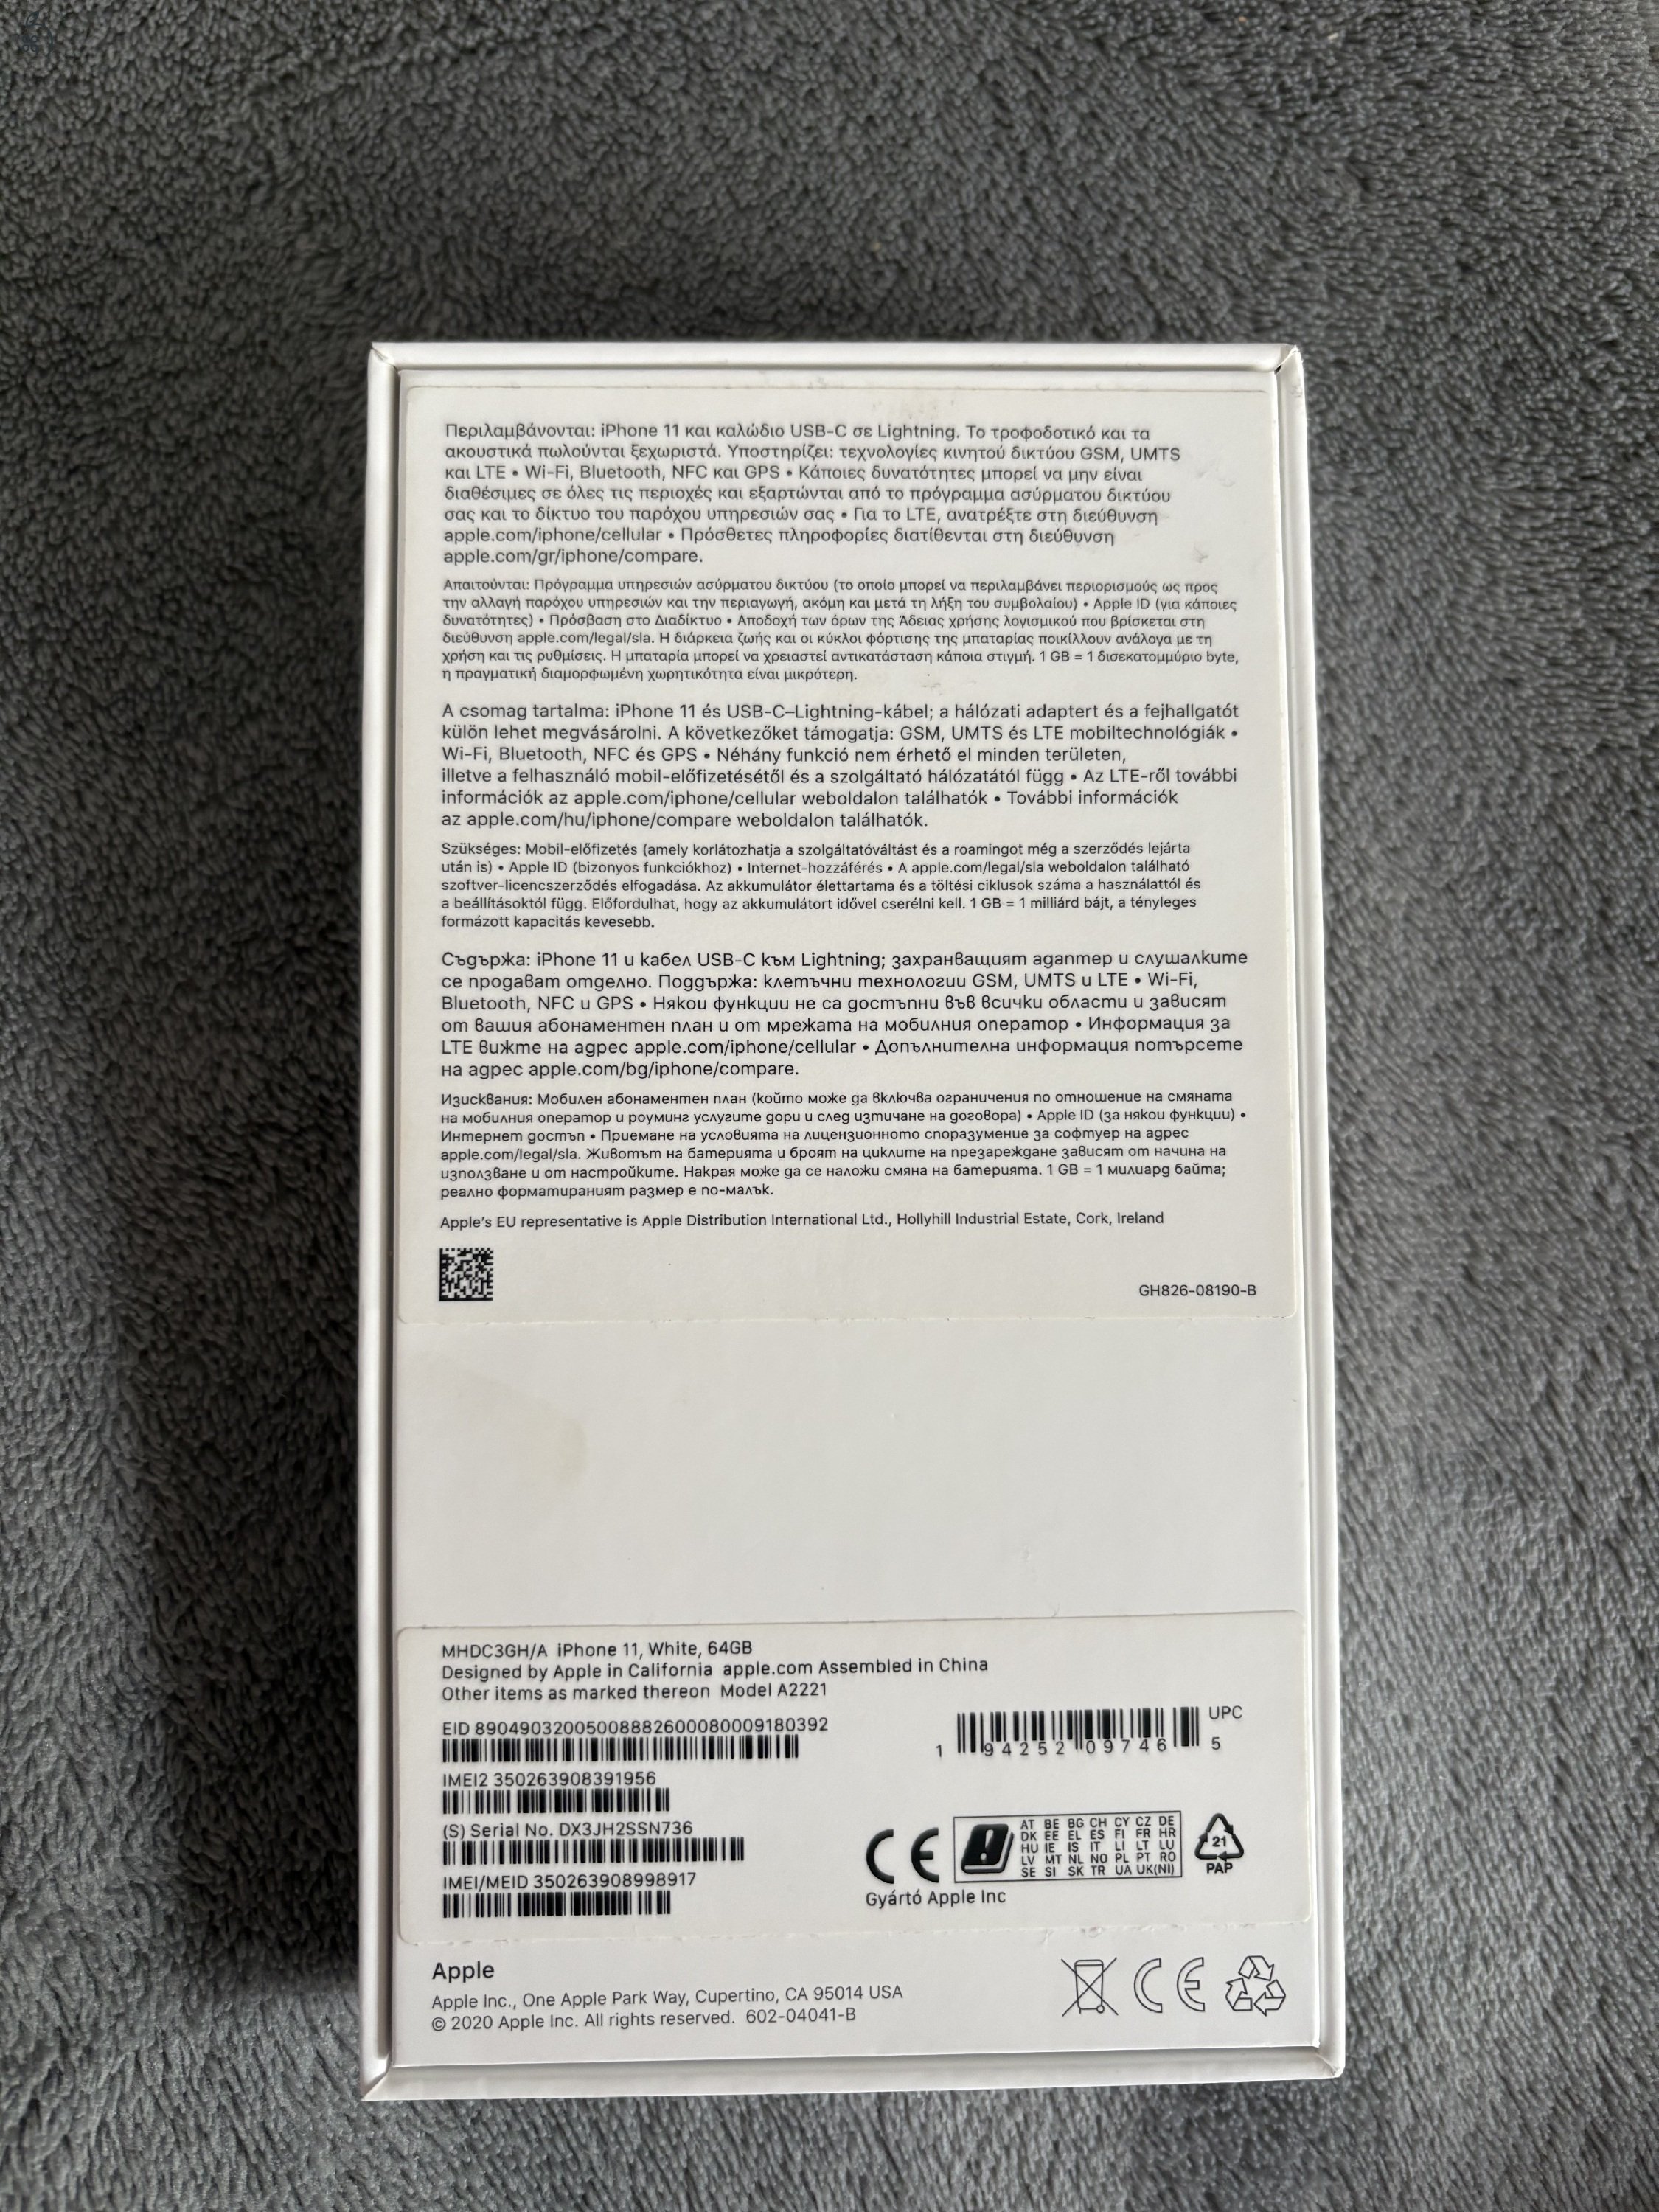 Περιλαμβάνονται: iPhone 11 και καλώδιο USB-C σε Lightning. Το τροφοδοτικό και τα
ακουστικά πωλούνται ξεχωριστά. Υποστηρίζει: τεχνολογίες κινητού δικτύου GSM, UMTS
και LTE • Wi-Fi, Bluetooth, NFC και GPS • Κάποιες δυνατότητες μπορεί να μην είναι
διαθέσιμες σε όλες τις περιοχές και εξαρτώνται από το πρόγραμμα ασύρματου δικτύου
σας και το δίκτυο του παρόχου υπηρεσιών σας • Για το LTE, ανατρέξτε στη διεύθυνση
apple.com/iphone/cellular • Πρόσθετες πληροφορίες διατίθενται στη διεύθυνση
apple.com/gr/iphone/compare.
Απαιτούνται: Πρόγραμμα υπηρεσιών ασύρματου δικτύου (το οποίο μπορεί να περιλαμβάνει περιορισμούς ως προς
την αλλαγή παρόχου υπηρεσιών και την περιαγωγή, ακόμη και μετά τη λήξη του συμβολαίου) • Apple ID (για κάποιες
δυνατότητες) • Πρόσβαση στο Διαδίκτυο • Αποδοχή των όρων της Άδειας χρήσης λογισμικού που βρίσκεται στη
διεύθυνση apple.com/legal/sla. Η διάρκεια ζωής και οι κύκλοι φόρτισης της μπαταρίας ποικίλλουν ανάλογα με τη
χρήση και τις ρυθμίσεις. Η μπαταρία μπορεί να χρειαστεί αντικατάσταση κάποια στιγμή. 1 GB = 1 δισεκατομμύριο byte,
η πραγματική διαμορφωμένη χωρητικότητα είναι μικρότερη.
A csomag tartalma: iPhone 11 és USB-C–Lightning-kábel; a hálózati adaptert és a fejhallgatót
külön lehet megvásárolni. A következőket támogatja: GSM, UMTS és LTE mobiltechnológiák •
Wi-Fi, Bluetooth, NFC és GPS • Néhány funkció nem érhető el minden területen,
illetve a felhasználó mobil-előfizetésétől és a szolgáltató hálózatától függ • Az LTE-ről további
információk az apple.com/iphone/cellular weboldalon találhatók • További információk
az apple.com/hu/iphone/compare weboldalon találhatók.
Szükséges: Mobil-előfizetés (amely korlátozhatja a szolgáltatóváltást és a roamingot még a szerződés lejárta
után is) • Apple ID (bizonyos funkciókhoz) • Internet-hozzáférés • A apple.com/legal/sla weboldalon található
szoftver-licencszerződés elfogadása. Az akkumulátor élettartama és a töltési ciklusok száma a használattól és
a beállításoktól függ. Előfordulhat, hogy az akkumulátort idővel cserélni kell. 1 GB = 1 milliárd bájt, a tényleges
formázott kapacitás kevesebb.
Съдържа: iPhone 11 и кабел USB-C към Lightning; захранващият адаптер и слушалките
се продават отделно. Поддържа: клетъчни технологии GSM, UMTS и LTE • Wi-Fi,
Bluetooth, NFC и GPS • Някои функции не са достъпни във всички области и зависят
от вашия абонаментен план и от мрежата на мобилния оператор • Информация за
LTE вижте на адрес apple.com/iphone/cellular • Допълнителна информация потърсете
на адрес apple.com/bg/iphone/compare.
Изисквания: Мобилен абонаментен план (който може да включва ограничения по отношение на смяната
на мобилния оператор и роуминг услугите дори и след изтичане на договора) • Apple ID (за някои функции) •
Интернет достъп • Приемане на условията на лицензионното споразумение за софтуер на адрес
apple.com/legal/sla. Животът на батерията и броят на циклите на презареждане зависят от начина на
използване и от настройките. Накрая може да се наложи смяна на батерията. 1 GB = 1 милиард байта;
реално форматираният размер е по-малък.
Apple's EU representative is Apple Distribution International Ltd., Hollyhill Industrial Estate, Cork, Ireland
GH826-08190-B
MHDC3GH/A iPhone 11, White, 64GB
Designed by Apple in California apple.com Assembled in China
Other items as marked thereon Model A2221
EID 89049032005008882600080009180392
UPC
1 94252 09746 5
IMEI2 350263908391956
(S) Serial No. DX3JH2SSN736
IMEI/MEID 350263908998917
CE
AT BE BG CH CY CZ DE
DK EE EL ES FI FR HR
HU IE IS IT LI LT LU
LV MT NL NO PL PT RO
SE SI SK TR UA UK(NI)
21
PAP
Gyártó Apple Inc
Apple
Apple Inc., One Apple Park Way, Cupertino, CA 95014 USA
© 2020 Apple Inc. All rights reserved. 602-04041-B
CE